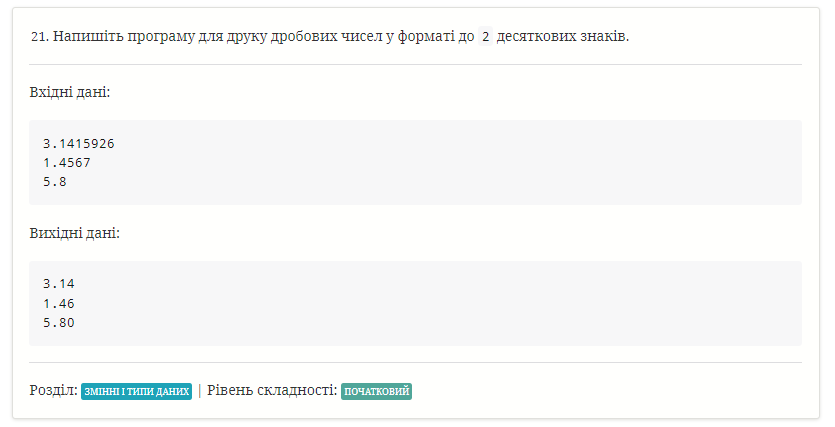 21. Напишіть програму для друку дробових чисел у форматі до 2 десяткових знаків.
Вхідні дані:
3.1415926
1.4567
5.8
Вихідні дані:
3.14
1.46
5.80
Розділ: ЗМІННІ І ТИПИ ДАНИХ | Рівень складності: ПОЧАТКОВИЙ